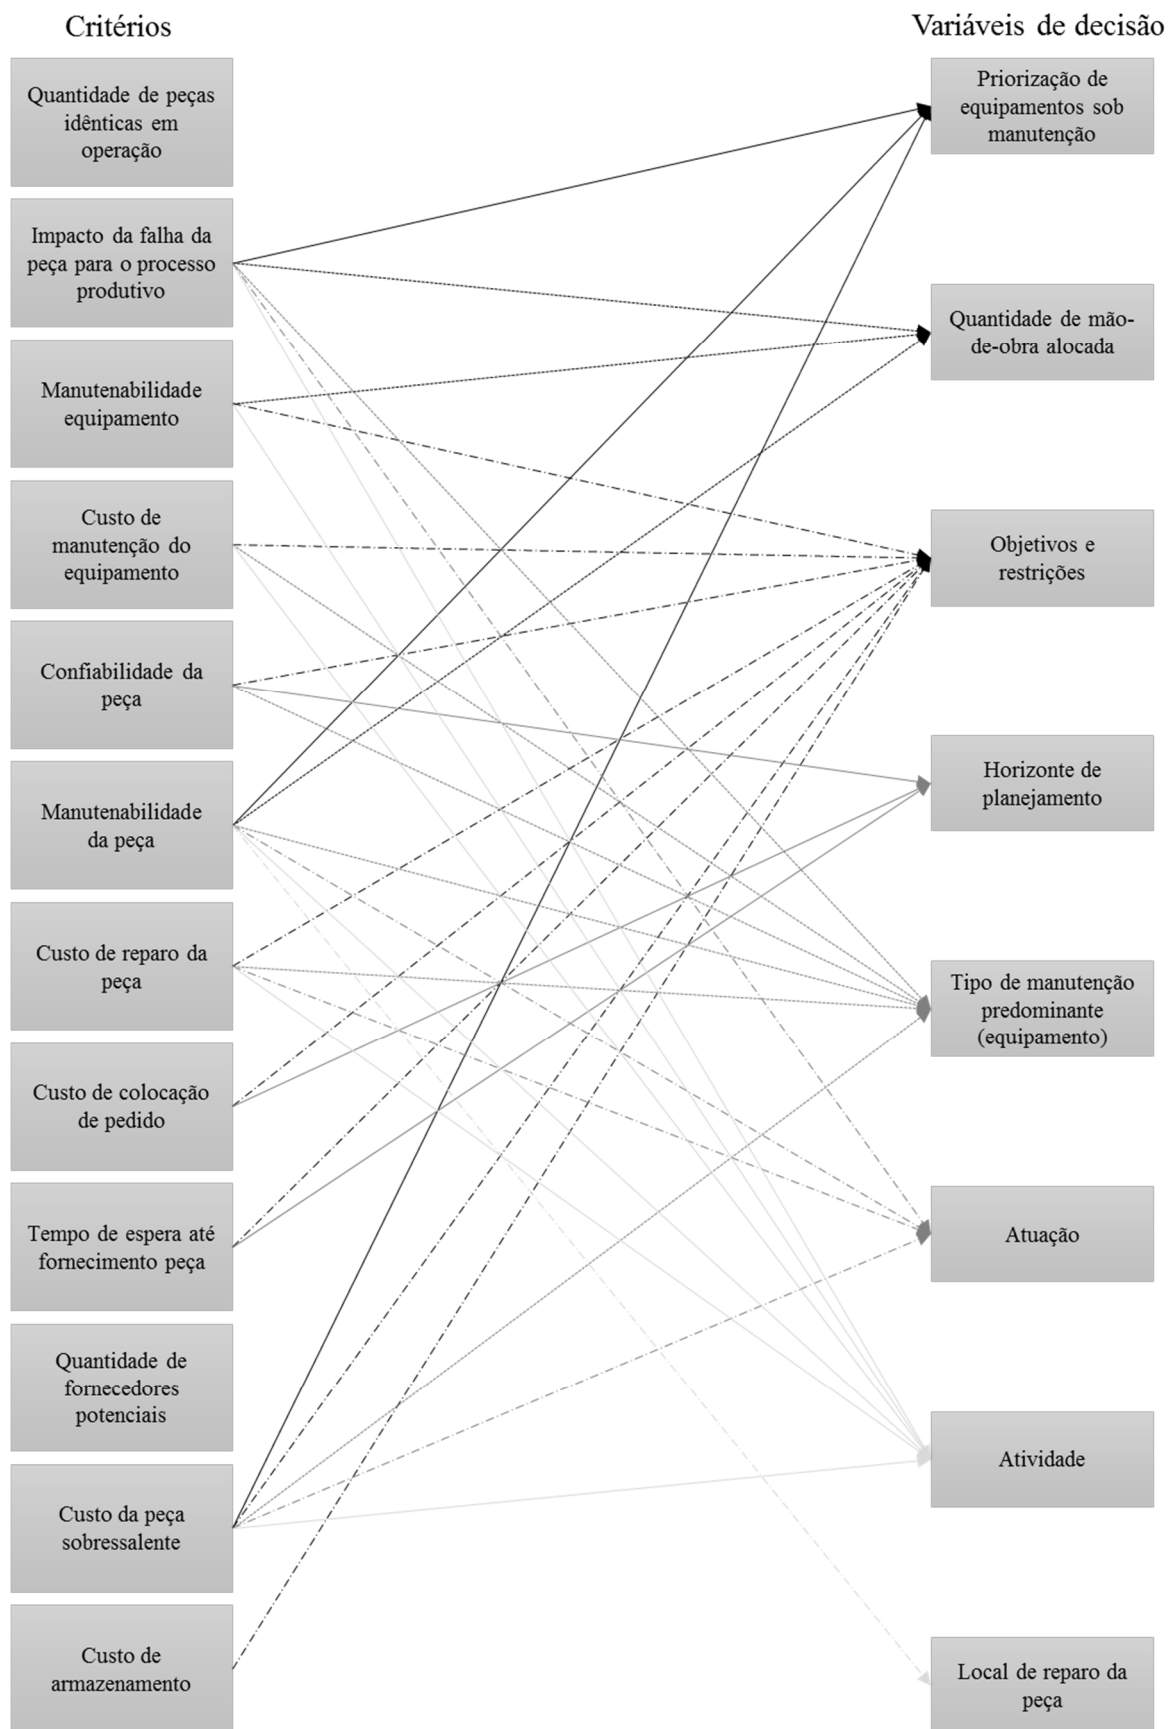 Critérios
Quantidade de peças
idênticas em
operação
Impacto da falha da
peça para o processo
produtivo
Manutenabilidade
equipamento
Custo de
manutenção do
equipamento
Confiabilidade da
peça
Manutenabilidade
da peça
Custo de reparo da
peça
Custo de colocação
de pedido
Tempo de espera até
fornecimento peça
Quantidade de
fornecedores
potenciais
Custo da peça
sobressalente
Custo de
armazenamento
Variáveis de decisão
Priorização de
equipamentos sob
manutenção
Quantidade de mão-
de-obra alocada
Objetivos e
restrições
Horizonte de
planejamento
Tipo de manutenção
predominante
(equipamento)
Atuação
Atividade
Local de reparo da
peça